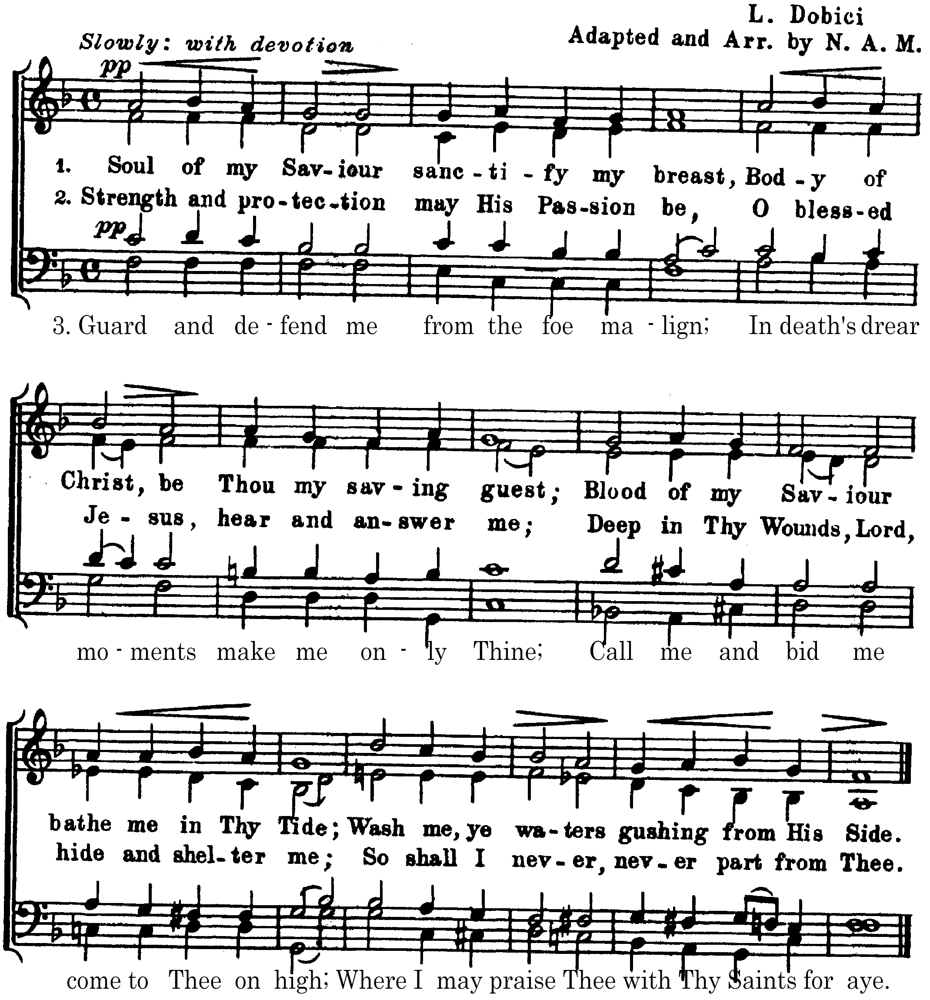 L. Dobici
Slowly: with devotion
Adapted and Arr. by N. A. M.
pp
1. Soul of my Sav-iour sanc-ti-fy my breast, Bod-y of
2. Strength and pro-tec-tion may His Pas-sion be, O bless-ed
pp
3. Guard and de-fend me from the foe ma-lign; In death's drear
Christ, be Thou my sav-ing guest; Blood of my Sav-iour
Je-sus, hear and an-swer me; Deep in Thy Wounds, Lord,
mo-ments make me on-ly Thine; Call me and bid me
bathe me in Thy Tide; Wash me, ye wa-ters gushing from His Side.
hide and shel-ter me; So shall I nev-er, nev-er part from Thee.
come to Thee on high; Where I may praise Thee with Thy Saints for aye.